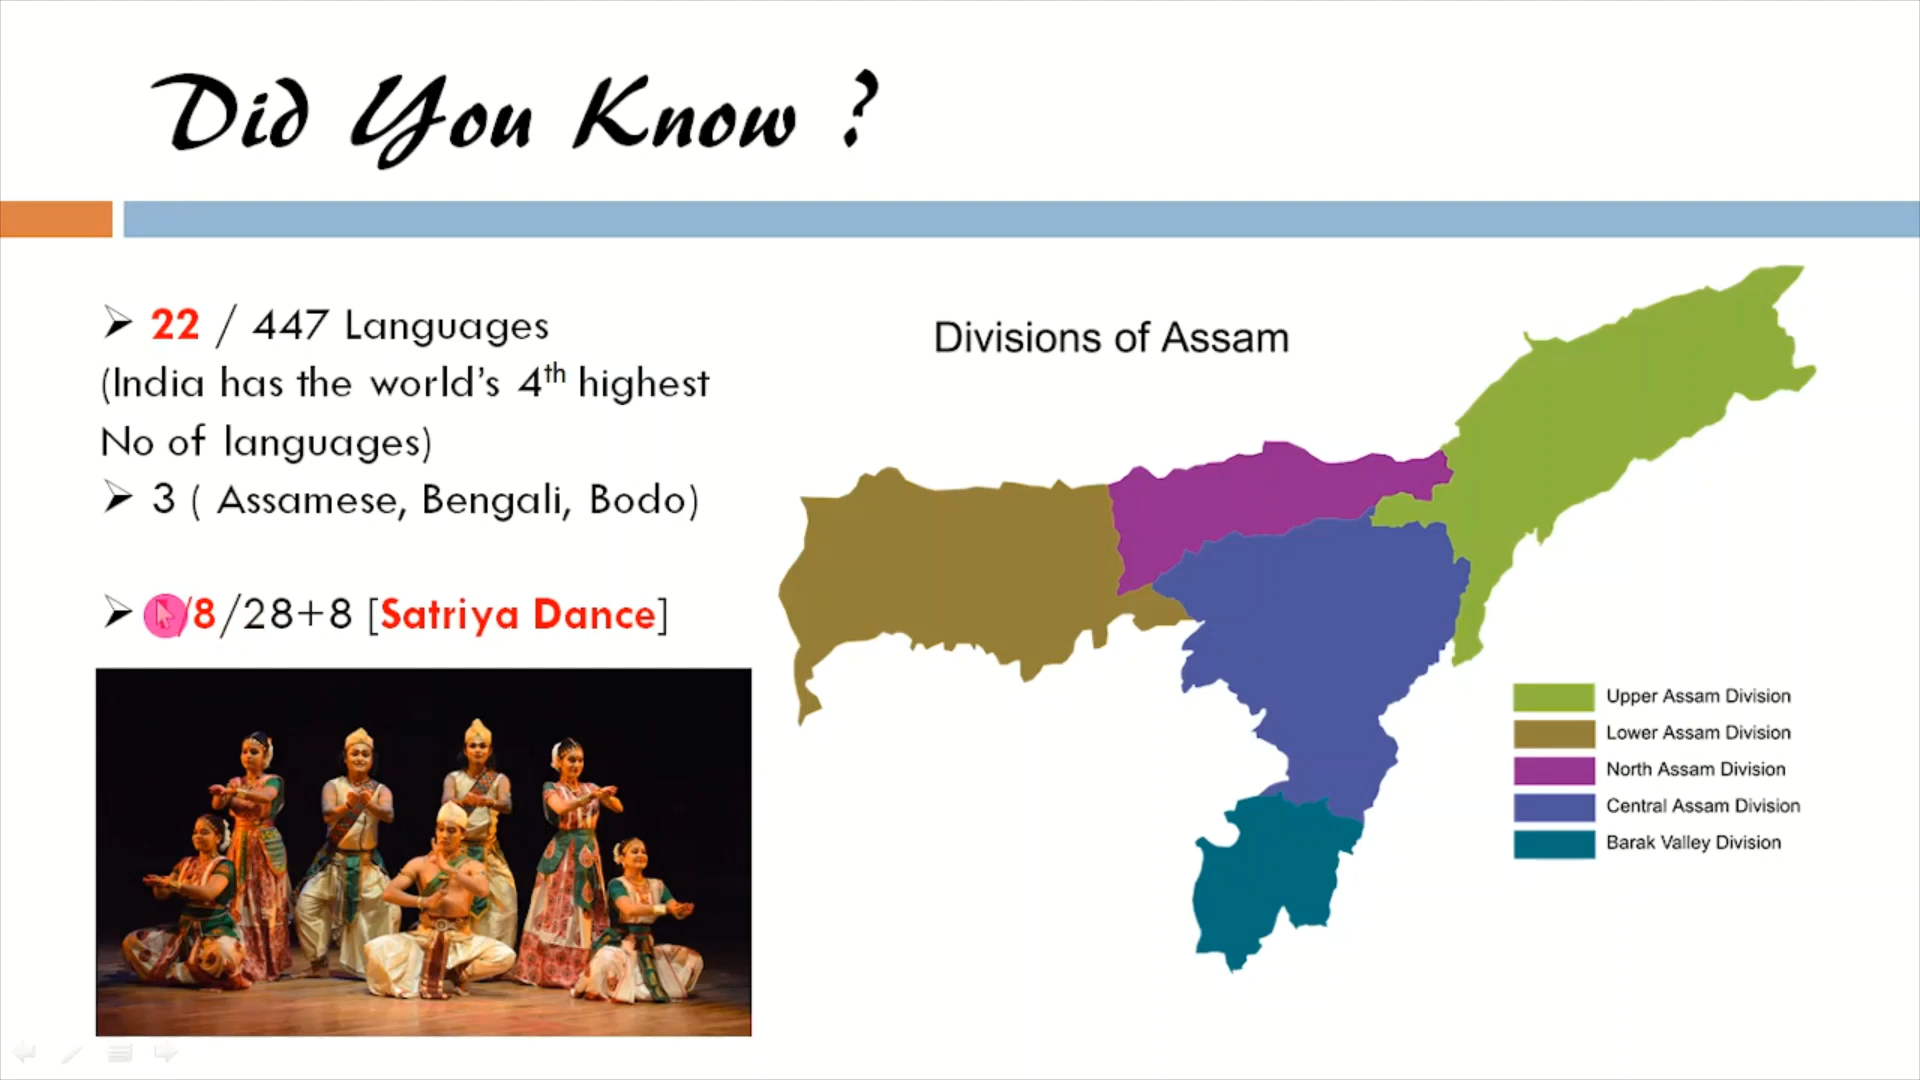 Did You Know ?
22 / 447 Languages
(India has the world's 4th highest
No of languages)
3 ( Assamese, Bengali, Bodo)
/8/28+8 [Satriya Dance]
Divisions of Assam
Upper Assam Division
Lower Assam Division
North Assam Division
Central Assam Division
Barak Valley Division